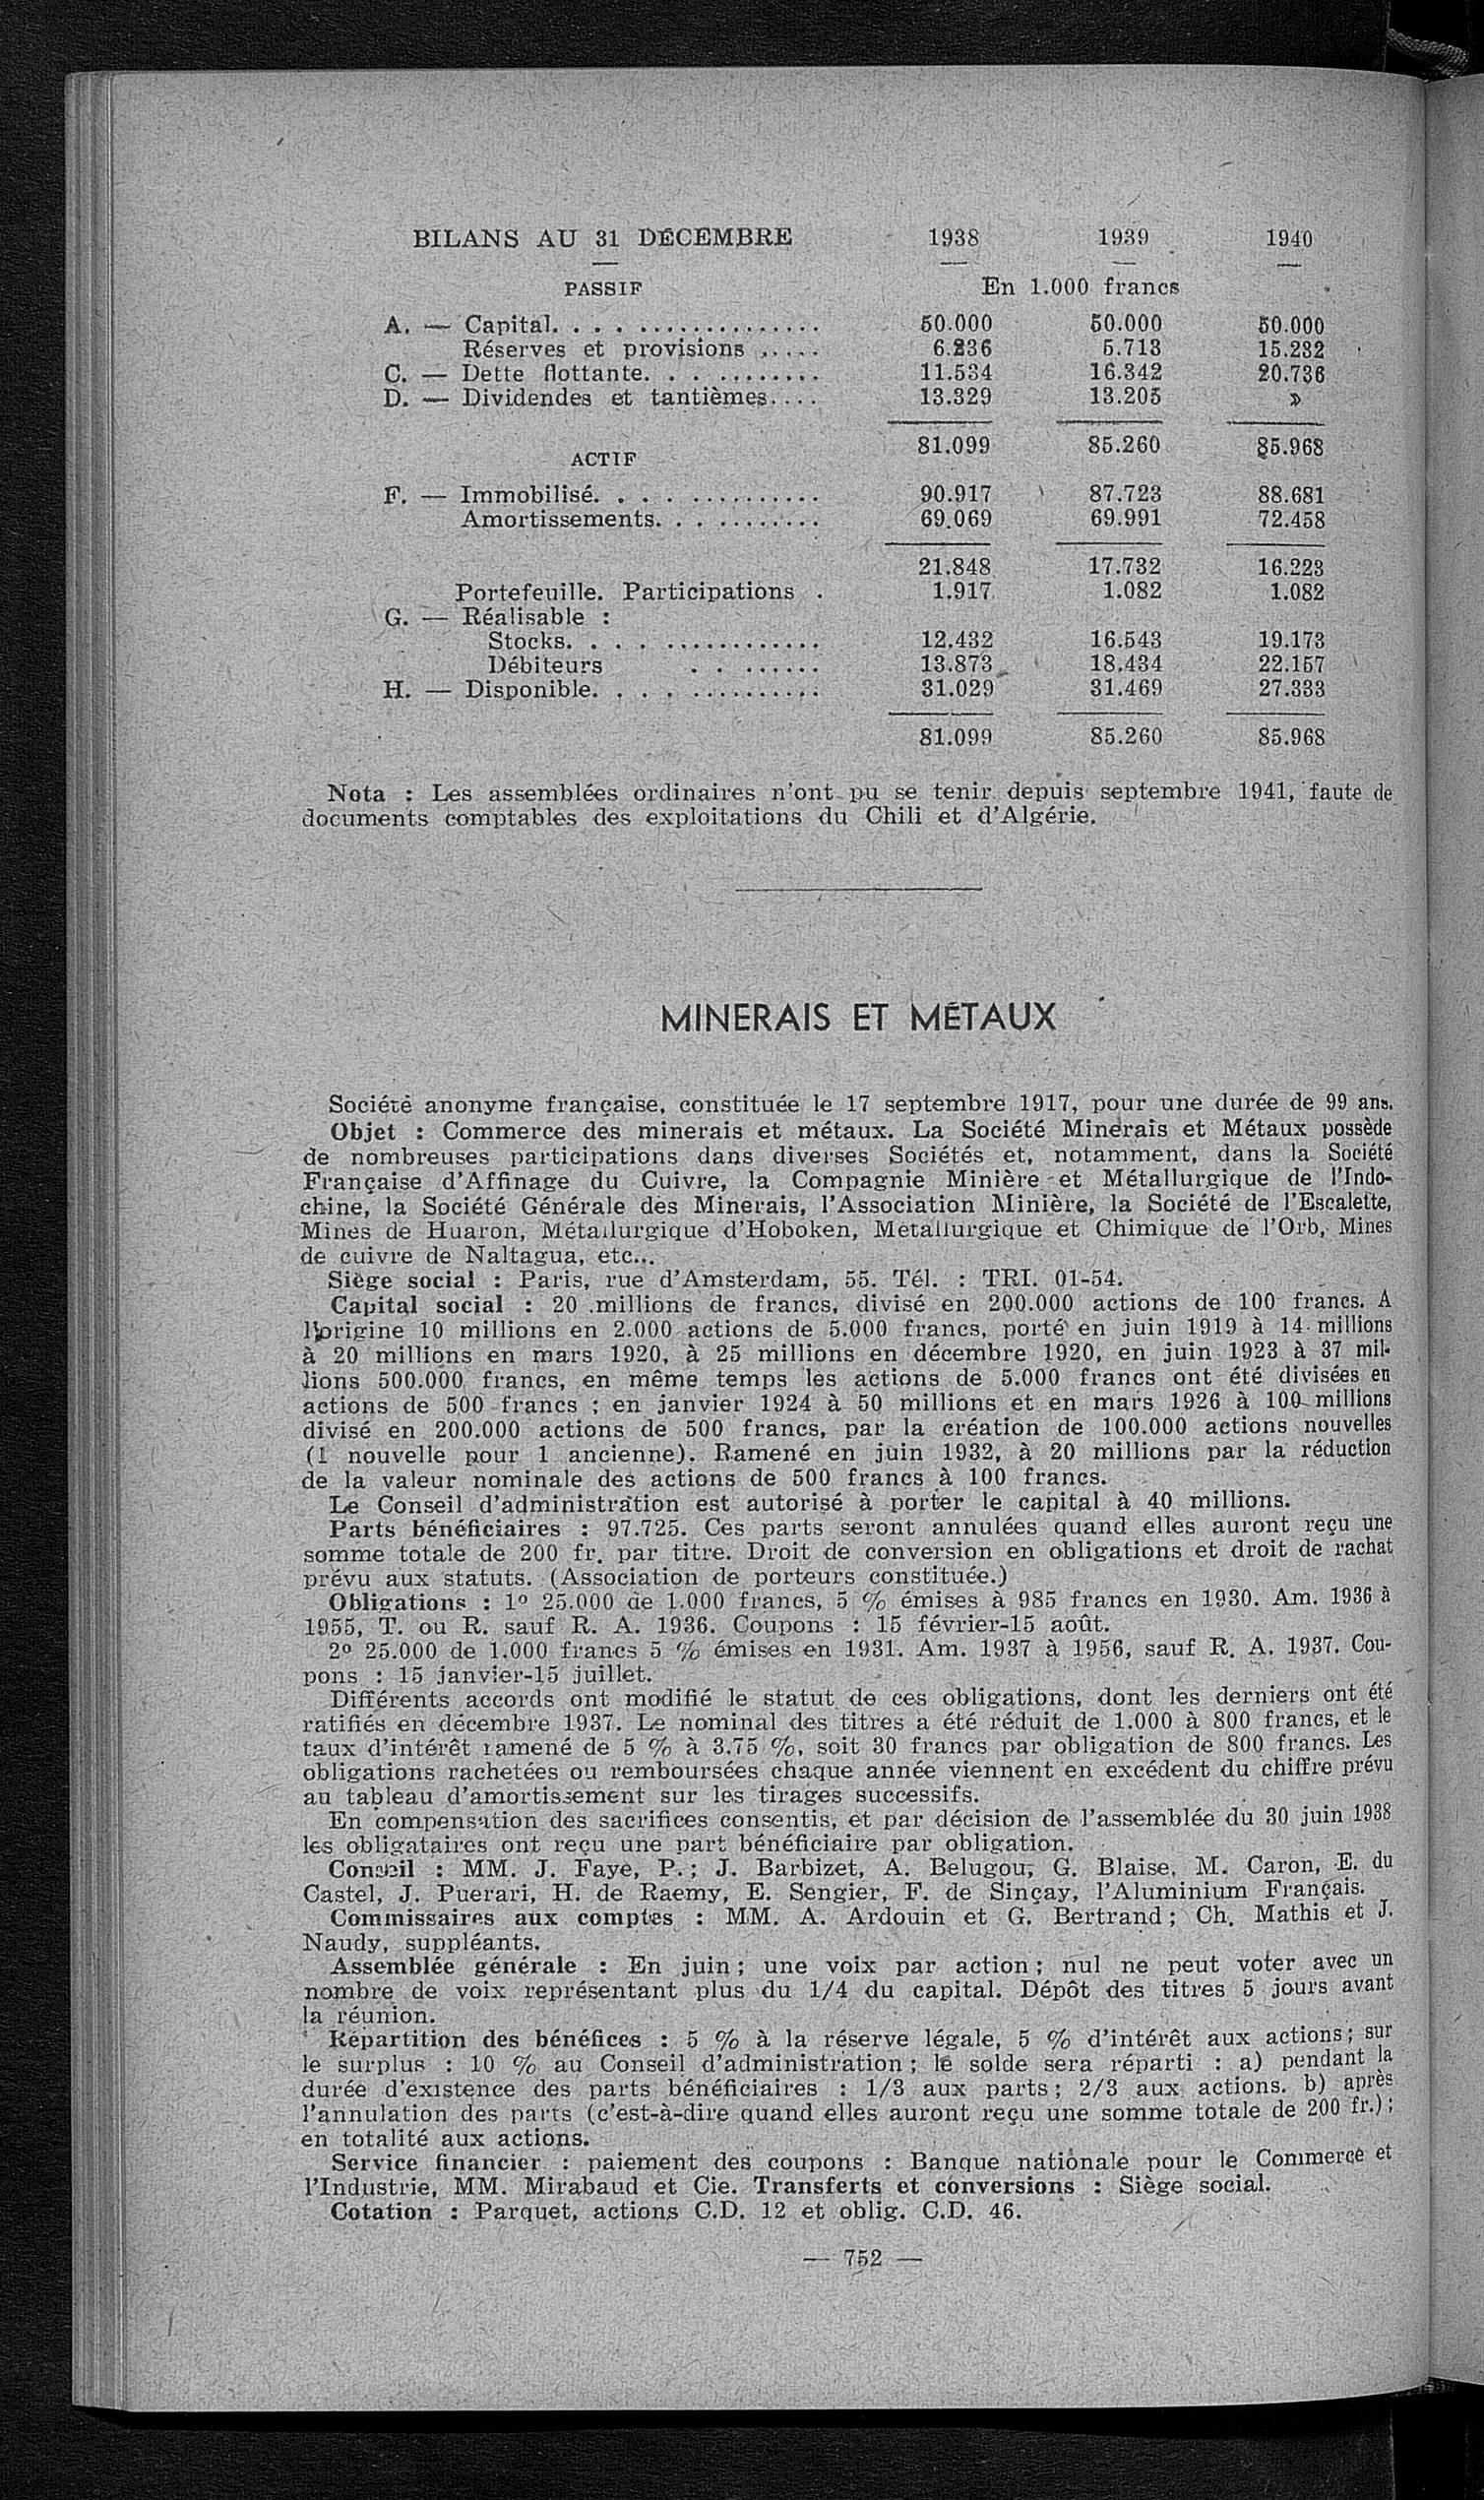 BILANS AU 31 DÉCEMBRE 1938 1939 1940
PASSIF En 1.000 francs
A. — Capital. . . . ............... 50.000 50.000 50.000
Réserves et provisions ..... 6.236 5.713 15.232
C. — Dette flottante. . . .......... 11.534 16.342 20.736
D. — Dividendes et tantièmes.... 13.329 13.205 »
81.099 85.260 85.968
ACTIF
F. — Immobilisé. . . . ............. 90.917 87.723 88.681
Amortissements. . . .......... 69.069 69.991 72.458
21.848 17.732 16.223
Portefeuille. Participations . 1.917 1.082 1.082
G. — Réalisable :
Stocks. . . . .............. 12.432 16.543 19.173
Débiteurs . . ....... 13.873 18.434 22.157
H. — Disponible. . . . ............ 31.029 31.469 27.333
81.099 85.260 85.968
Nota : Les assemblées ordinaires n'ont pu se tenir depuis septembre 1941, faute de
documents comptables des exploitations du Chili et d'Algérie.
MINERAIS ET MÉTAUX
Société anonyme française, constituée le 17 septembre 1917, pour une durée de 99 ans.
Objet : Commerce des minerais et métaux. La Société Minerais et Métaux possède
de nombreuses participations dans diverses Sociétés et, notamment, dans la Société
Française d'Affinage du Cuivre, la Compagnie Minière et Métallurgique de l'Indo-
chine, la Société Générale des Minerais, l'Association Minière, la Société de l'Escalette,
Mines de Huaron, Métallurgique d'Hoboken, Métallurgique et Chimique de l'Orb, Mines
de cuivre de Naltagua, etc...
Siège social : Paris, rue d'Amsterdam, 55. Tél. : TRI. 01-54.
Capital social : 20 .millions de francs, divisé en 200.000 actions de 100 francs. A
l'origine 10 millions en 2.000 actions de 5.000 francs, porté en juin 1919 à 14 millions
à 20 millions en mars 1920, à 25 millions en décembre 1920, en juin 1923 à 37 mil-
lions 500.000 francs, en même temps les actions de 5.000 francs ont été divisées en
actions de 500 francs ; en janvier 1924 à 50 millions et en mars 1926 à 100 millions
divisé en 200.000 actions de 500 francs, par la création de 100.000 actions nouvelles
(1 nouvelle pour 1 ancienne). Ramené en juin 1932, à 20 millions par la réduction
de la valeur nominale des actions de 500 francs à 100 francs.
Le Conseil d'administration est autorisé à porter le capital à 40 millions.
Parts bénéficiaires : 97.725. Ces parts seront annulées quand elles auront reçu une
somme totale de 200 fr. par titre. Droit de conversion en obligations et droit de rachat
prévu aux statuts. (Association de porteurs constituée.)
Obligations : 1º 25.000 de 1.000 francs, 5 % émises à 985 francs en 1930. Am. 1936 à
1955, T. ou R. sauf R. A. 1936. Coupons : 15 février-15 août.
2º 25.000 de 1.000 francs 5 % émises en 1931. Am. 1937 à 1956, sauf R. A. 1937. Cou-
pons : 15 janvier-15 juillet.
Différents accords ont modifié le statut de ces obligations, dont les derniers ont été
ratifiés en décembre 1937. Le nominal des titres a été réduit de 1.000 à 800 francs, et le
taux d'intérêt ramené de 5 % à 3.75 %, soit 30 francs par obligation de 800 francs. Les
obligations rachetées ou remboursées chaque année viennent en excédent du chiffre prévu
au tableau d'amortissement sur les tirages successifs.
En compensation des sacrifices consentis, et par décision de l'assemblée du 30 juin 1938
les obligataires ont reçu une part bénéficiaire par obligation.
Conseil : MM. J. Faye, P.; J. Barbizet, A. Belugou, G. Blaise, M. Caron, E. du
Castel, J. Puerari, H. de Raemy, E. Sengier, F. de Sinçay, l'Aluminium Français.
Commissaires aux comptes : MM. A. Ardouin et G. Bertrand; Ch. Mathis et J.
Naudy, suppléants.
Assemblée générale : En juin; une voix par action; nul ne peut voter avec un
nombre de voix représentant plus du 1/4 du capital. Dépôt des titres 5 jours avant
la réunion.
Répartition des bénéfices : 5 % à la réserve légale, 5 % d'intérêt aux actions; sur
le surplus : 10 % au Conseil d'administration; le solde sera réparti : a) pendant la
durée d'existence des parts bénéficiaires : 1/3 aux parts; 2/3 aux actions. b) après
l'annulation des parts (c'est-à-dire quand elles auront reçu une somme totale de 200 fr.);
en totalité aux actions.
Service financier : paiement des coupons : Banque nationale pour le Commerce et
l'Industrie, MM. Mirabaud et Cie. Transferts et conversions : Siège social.
Cotation : Parquet, actions C.D. 12 et oblig. C.D. 46.
— 752 —